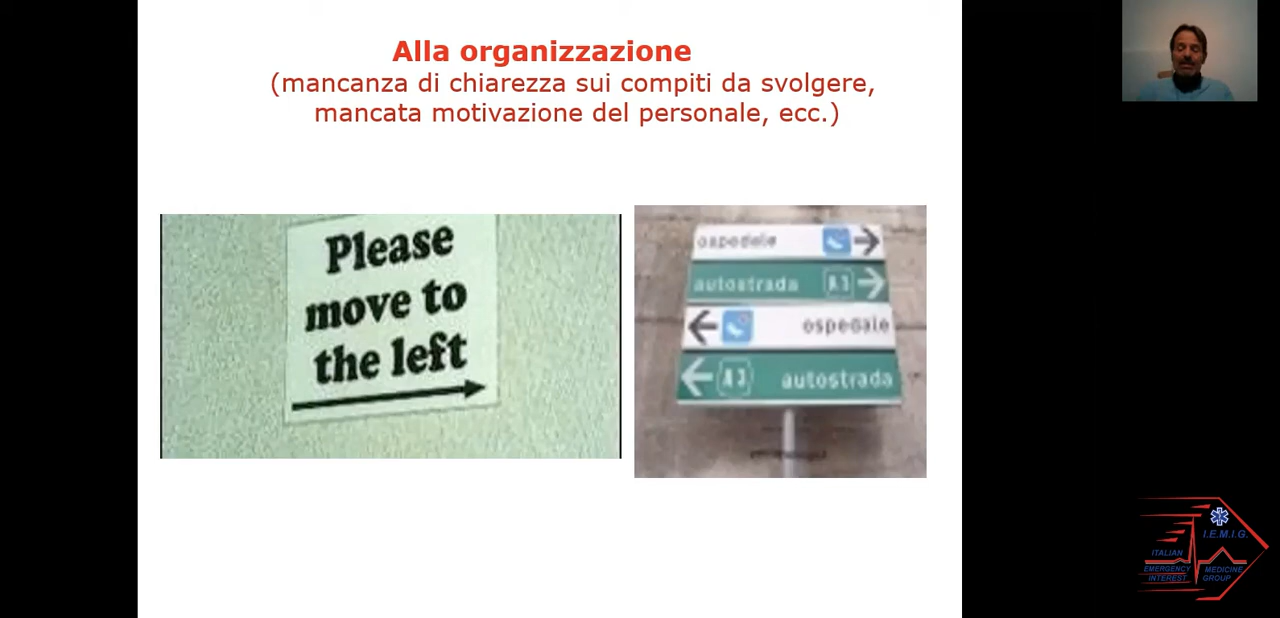 Alla organizzazione
(mancanza di chiarezza sui compiti da svolgere,
mancata motivazione del personale, ecc.)
Please
move to
the left
ospedale
autostrada A3
ospedale
A3 autostrada
I.E.M.I.G.
ITALIAN
EMERGENCY
INTEREST
MEDICINE
GROUP